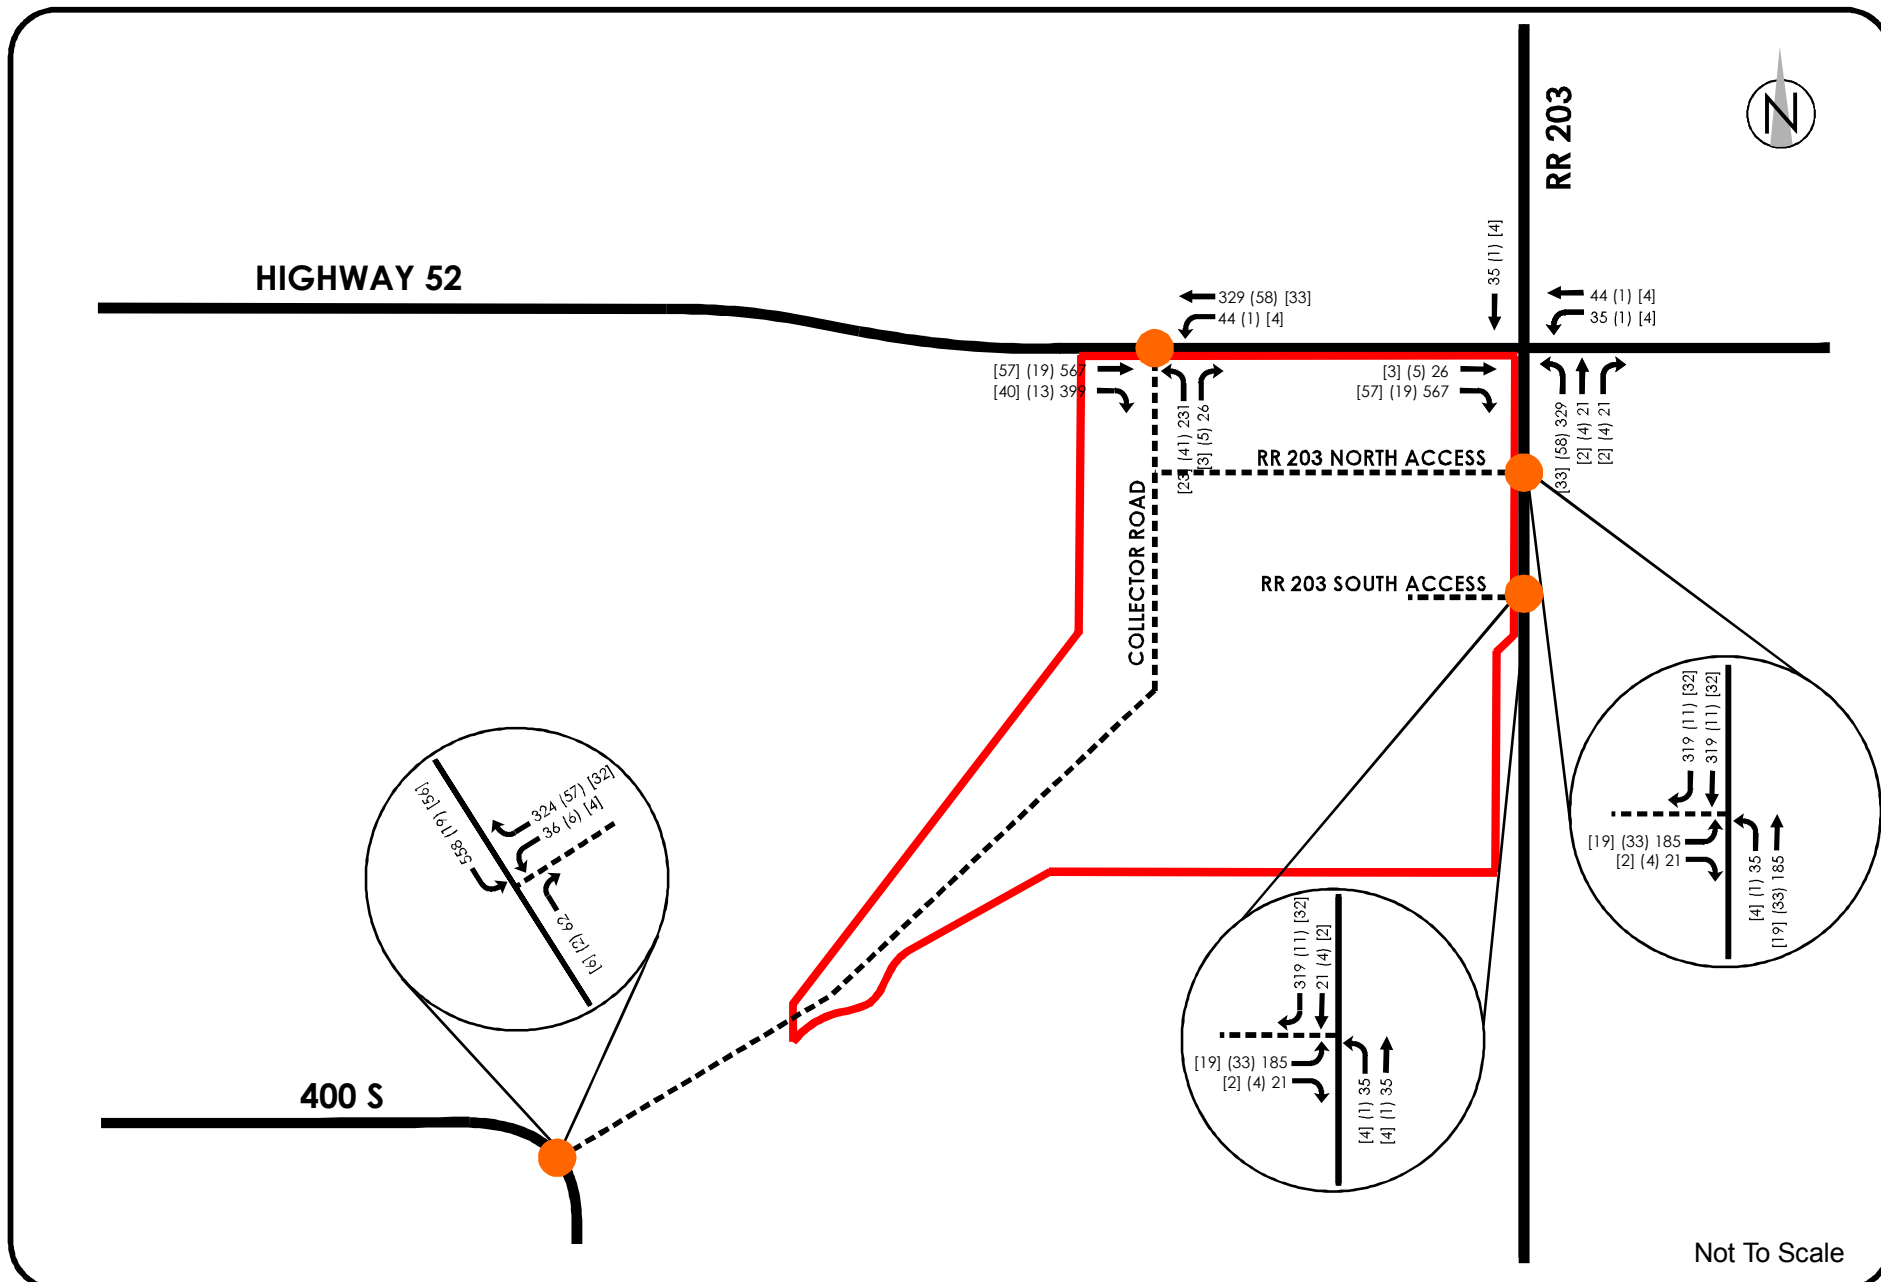 RR 203
N
HIGHWAY 52
35 (1) [4]
329 (58) [33]
44 (1) [4]
44 (1) [4]
35 (1) [4]
[57] (19) 567
[40] (13) 399
[23] (41) 231
[3] (5) 26
[3] (5) 26
[57] (19) 567
[33] (58) 329
[2] (4) 21
[2] (4) 21
RR 203 NORTH ACCESS
COLLECTOR ROAD
RR 203 SOUTH ACCESS
319 (11) [32]
319 (11) [32]
[19] (33) 185
[2] (4) 21
[4] (1) 35
[19] (33) 185
324 (57) [32]
36 (6) [4]
558 (19) [56]
[6] (2) 62
319 (11) [32]
21 (4) [2]
[19] (33) 185
[2] (4) 21
[4] (1) 35
[4] (1) 35
400 S
Not To Scale